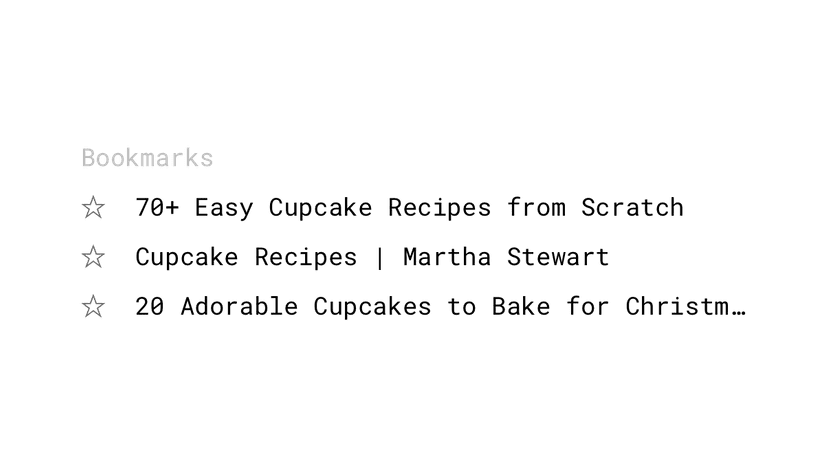 Bookmarks
☆ 70+ Easy Cupcake Recipes from Scratch
☆ Cupcake Recipes | Martha Stewart
☆ 20 Adorable Cupcakes to Bake for Christm…